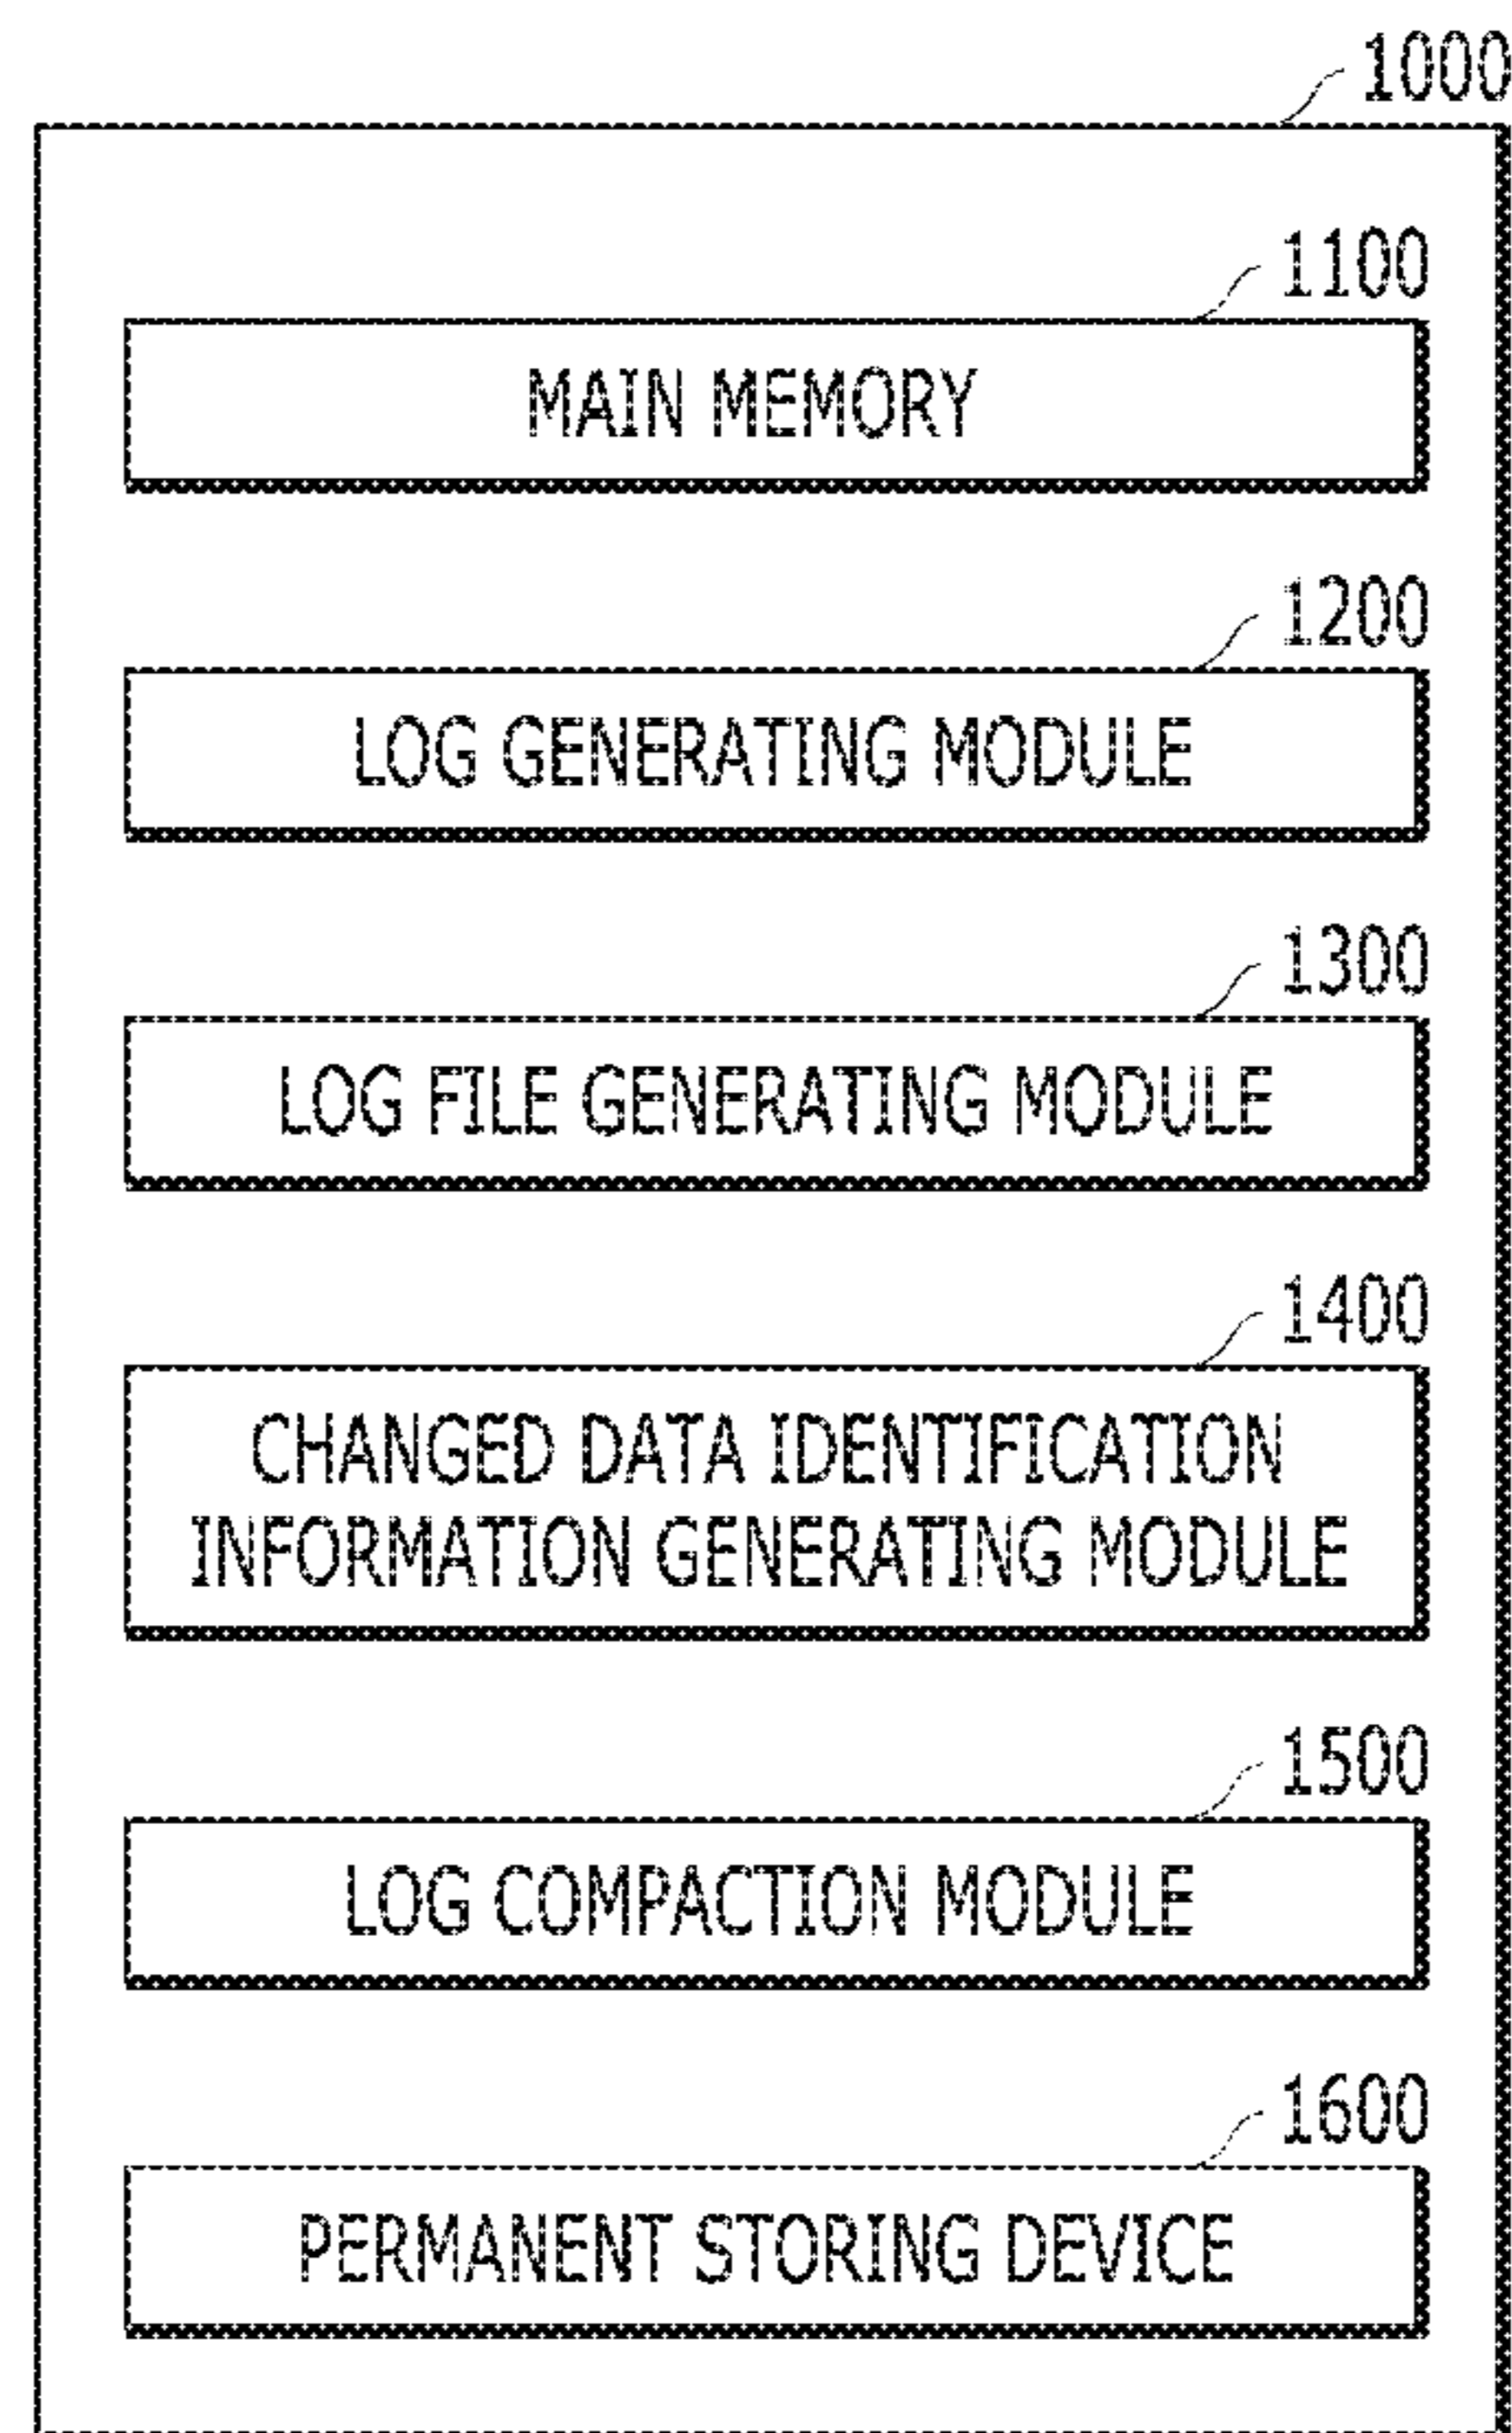 1000
1100
MAIN MEMORY
1200
LOG GENERATING MODULE
1300
LOG FILE GENERATING MODULE
1400
CHANGED DATA IDENTIFICATION
INFORMATION GENERATING MODULE
1500
LOG COMPACTION MODULE
1600
PERMANENT STORING DEVICE